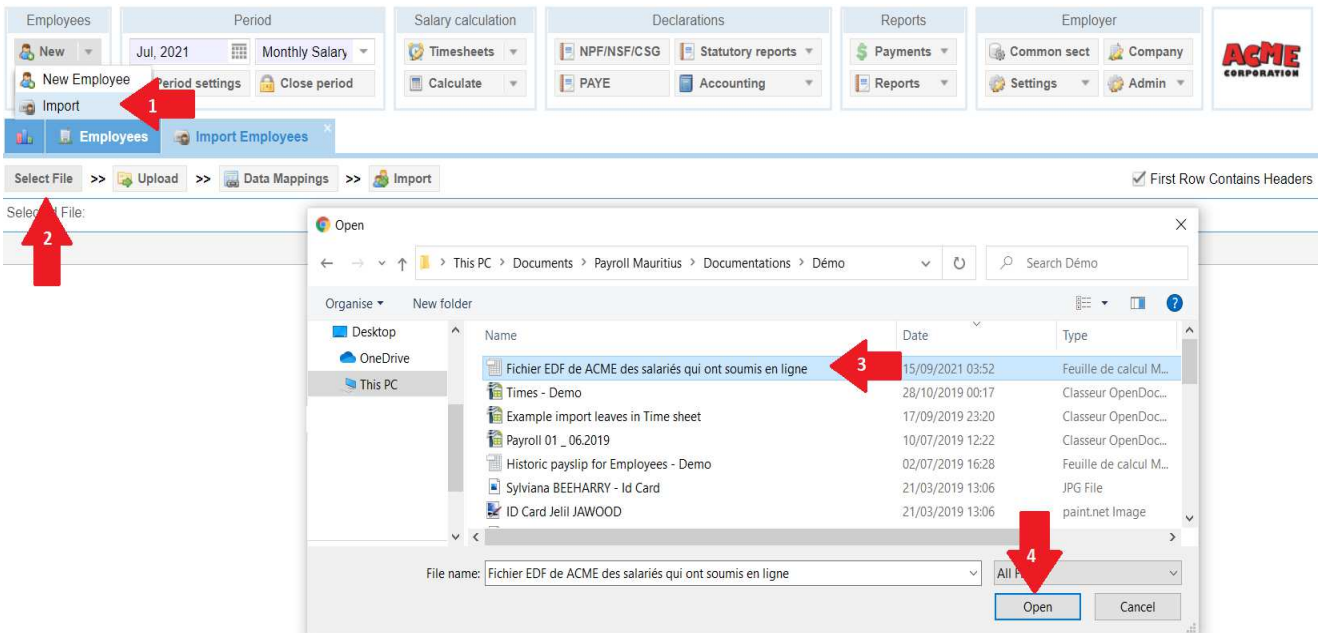 Employees Period Salary calculation Declarations Reports Employer
New Jul, 2021 Monthly Salary Timesheets NPF/NSF/CSG Statutory reports Payments Common sect Company
ACME
CORPORATION
New Employee Period settings Close period Calculate PAYE Accounting Reports Settings Admin
Import 1
Employees Import Employees
Select File >> Upload >> Data Mappings >> Import First Row Contains Headers
File:
2
Open
This PC > Documents > Payroll Mauritius > Documentations > Démo Search Démo
Organise New folder
Desktop Name Date Type
OneDrive Fichier EDF de ACME des salariés qui ont soumis en ligne 3 15/09/2021 03:52 Feuille de calcul M...
This PC Times - Demo 28/10/2019 00:17 Classeur OpenDoc...
Example import leaves in Time sheet 17/09/2019 23:20 Classeur OpenDoc...
Payroll 01 _ 06.2019 10/07/2019 12:22 Classeur OpenDoc...
Historic payslip for Employees - Demo 02/07/2019 16:28 Feuille de calcul M...
Sylviana BEEHARRY - Id Card 21/03/2019 13:06 JPG File
ID Card Jelil JAWOOD 21/03/2019 13:06 paint.net Image
4
File name: Fichier EDF de ACME des salariés qui ont soumis en ligne All
Open Cancel